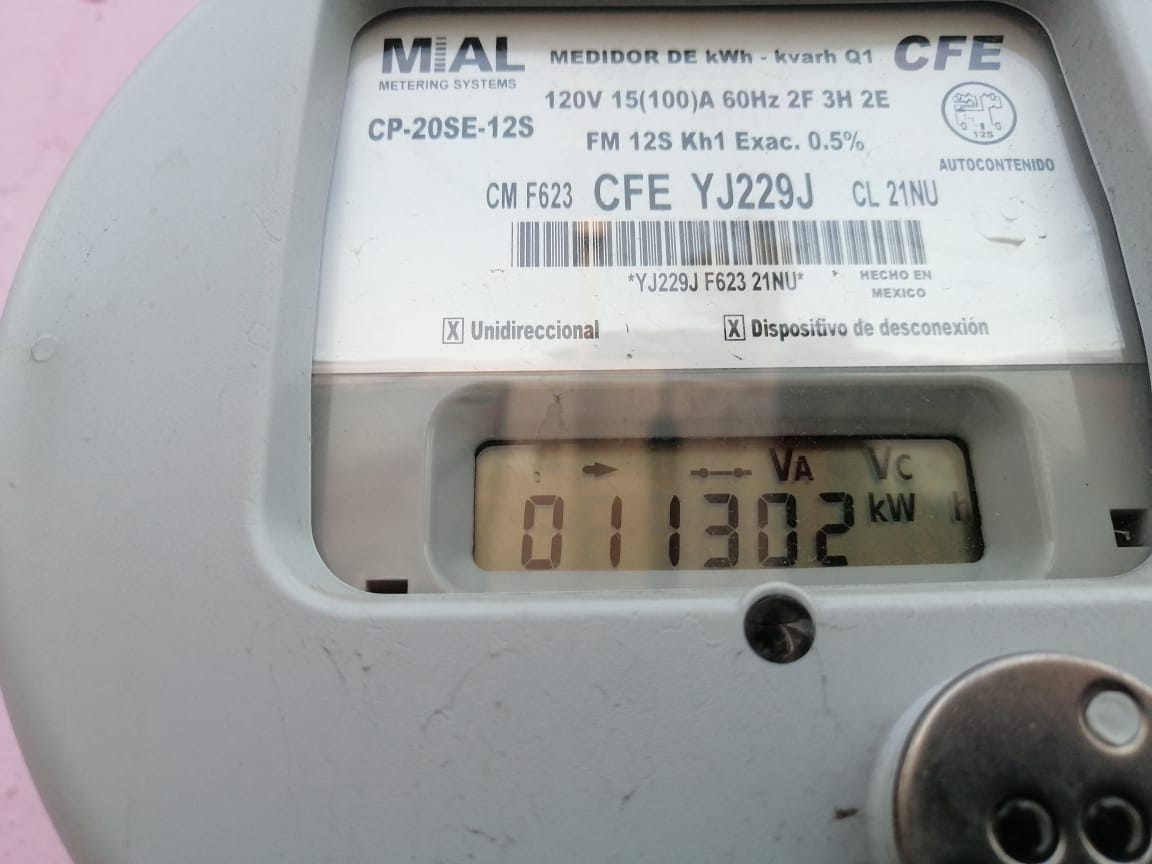 MIAL
METERING SYSTEMS
MEDIDOR DE kWh - kvarh Q1
CFE
120V 15(100)A 60Hz 2F 3H 2E
CP-20SE-12S
FM 12S Kh1 Exac. 0.5%
12S
AUTOCONTENIDO
CM F623 CFE YJ229J CL 21NU
*YJ229J F623 21NU*
HECHO EN
MEXICO
X Unidireccional
X Dispositivo de desconexión
VA VC
011302 kW h